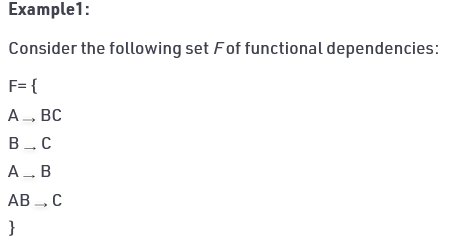 Example1:
Consider the following set F of functional dependencies:
F= {
A → BC
B → C
A → B
AB → C
}